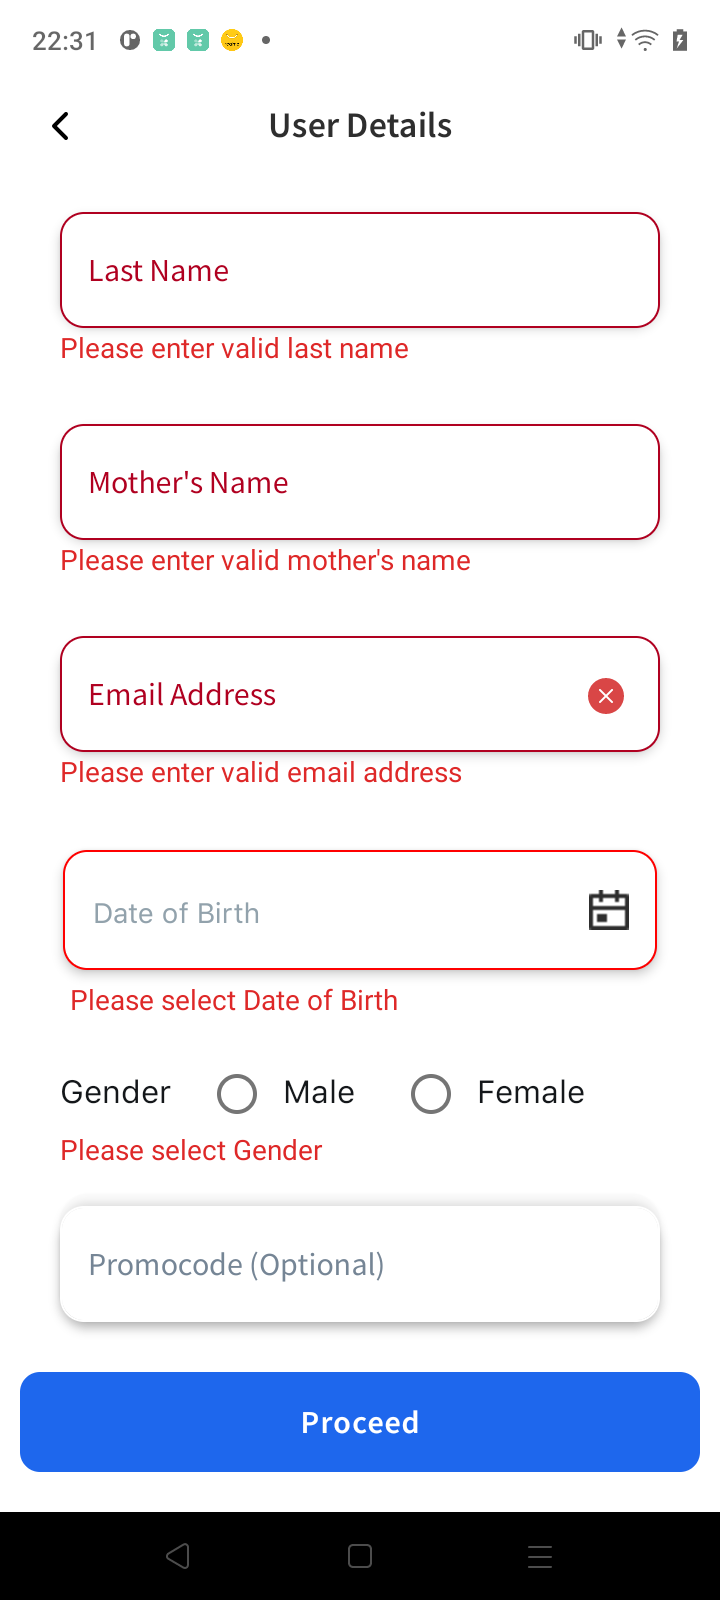 22:31
User Details
Last Name
Please enter valid last name
Mother's Name
Please enter valid mother's name
Email Address
Please enter valid email address
Date of Birth
Please select Date of Birth
Gender Male Female
Please select Gender
Promocode (Optional)
Proceed